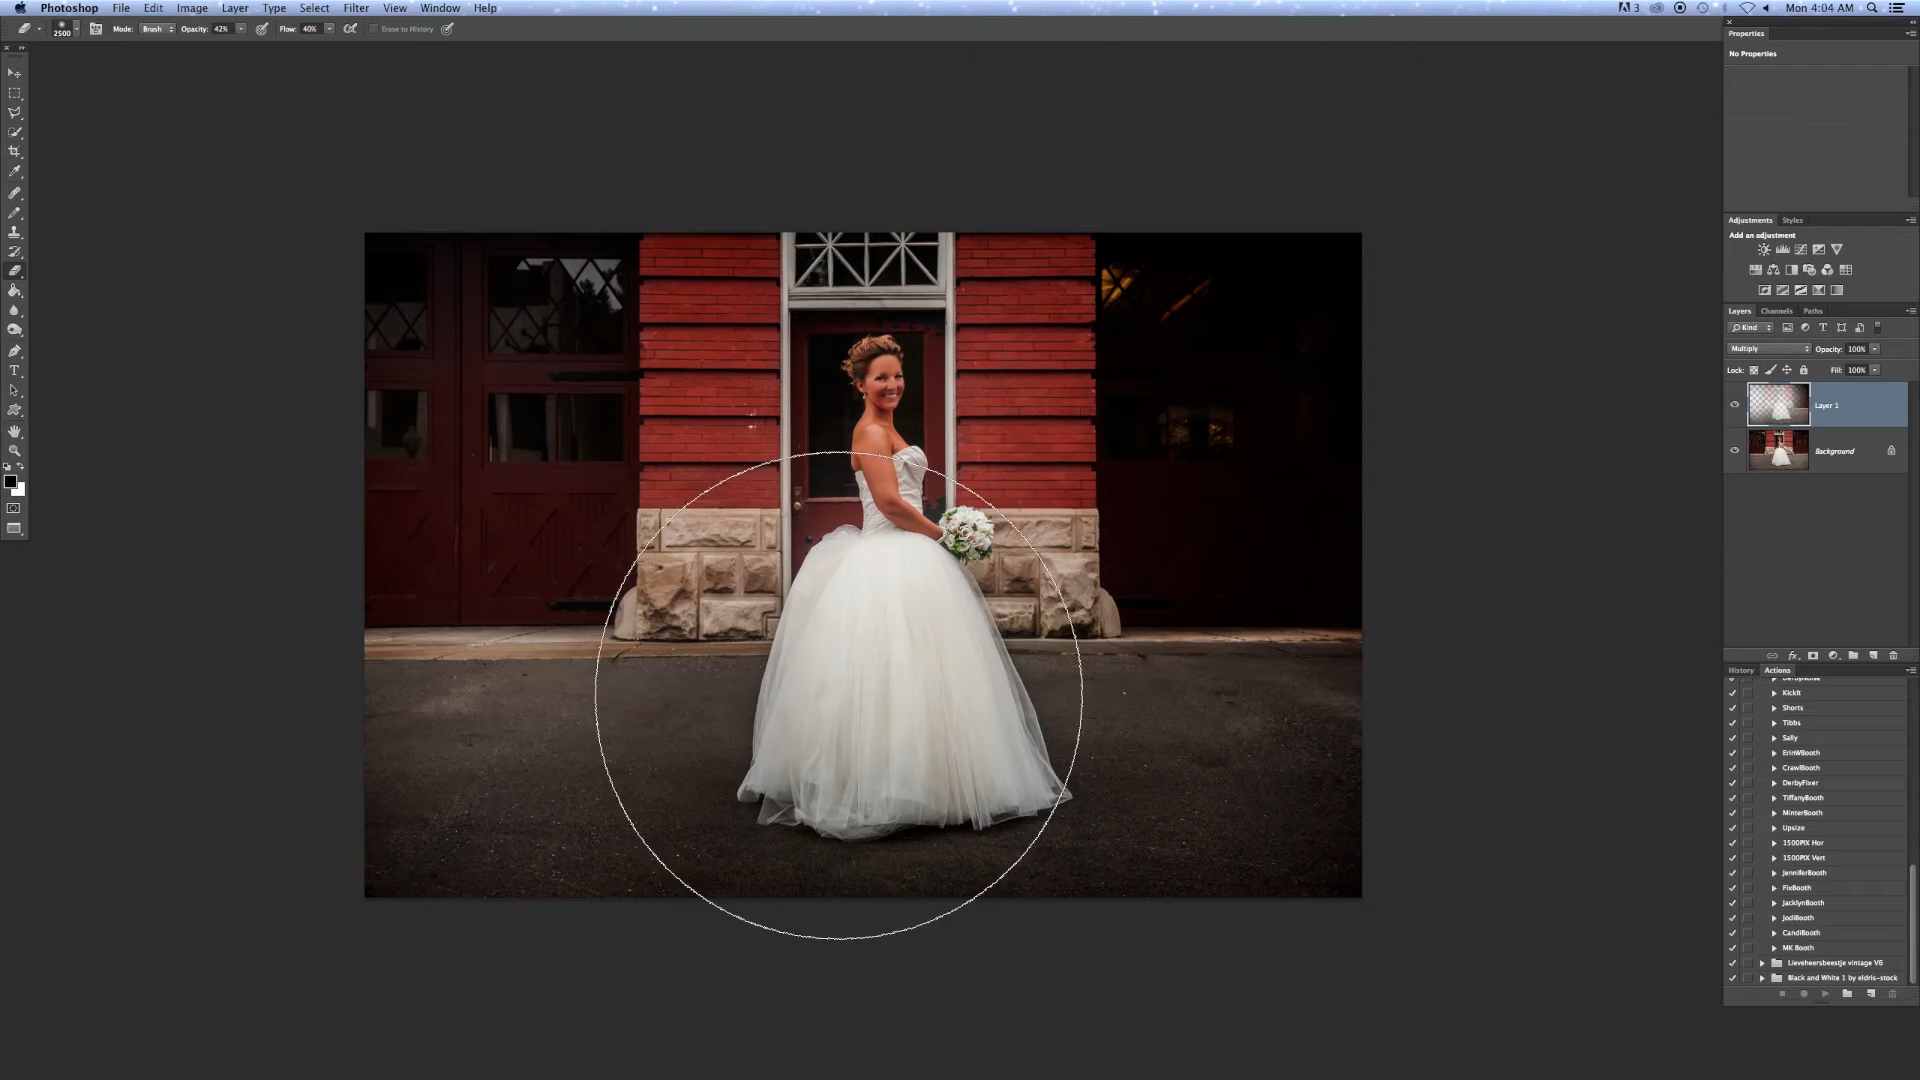 Photoshop File Edit Image Layer Type Select Filter View Window Help 3 Mon 4:04 AM
2500 Mode: Brush Opacity: 42% Flow: 40% Erase to History
Properties
No Properties
Adjustments Styles
Add an adjustment
Layers Channels Paths
Kind T
Multiply Opacity: 100%
Lock: Fill: 100%
Layer 1
Background
fx
History Actions
KickIt
Shorts
Tibbs
Sally
ErinWBooth
CrawlBooth
DerbyFixer
TiffanyBooth
MinterBooth
Upsize
1500PIX Hor
1500PIX Vert
JenniferBooth
FixBooth
JacklynBooth
JodiBooth
CandiBooth
MK Booth
Lieveheersbeestje vintage V6
Black and White 1 by eldris-stock